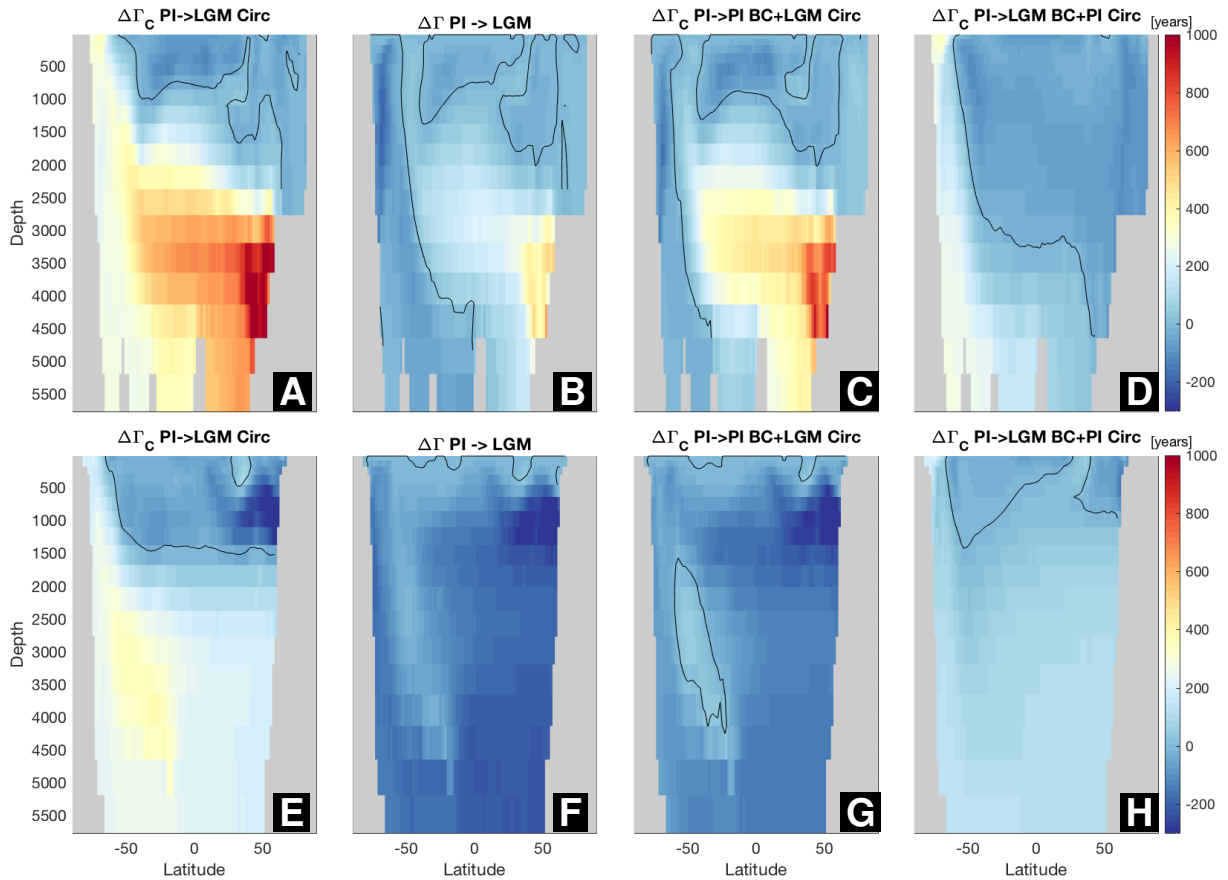 ΔΓC PI->LGM Circ
ΔΓ PI -> LGM
ΔΓC PI->PI BC+LGM Circ
ΔΓC PI->LGM BC+PI Circ
[years]
500
1000
1500
2000
2500
3000
3500
4000
4500
5000
5500
Depth
A
B
C
D
1000
800
600
400
200
0
-200
ΔΓC PI->LGM Circ
ΔΓ PI -> LGM
ΔΓC PI->PI BC+LGM Circ
ΔΓC PI->LGM BC+PI Circ
[years]
500
1000
1500
2000
2500
3000
3500
4000
4500
5000
5500
Depth
E
F
G
H
1000
800
600
400
200
0
-200
-50 0 50
-50 0 50
-50 0 50
-50 0 50
Latitude
Latitude
Latitude
Latitude